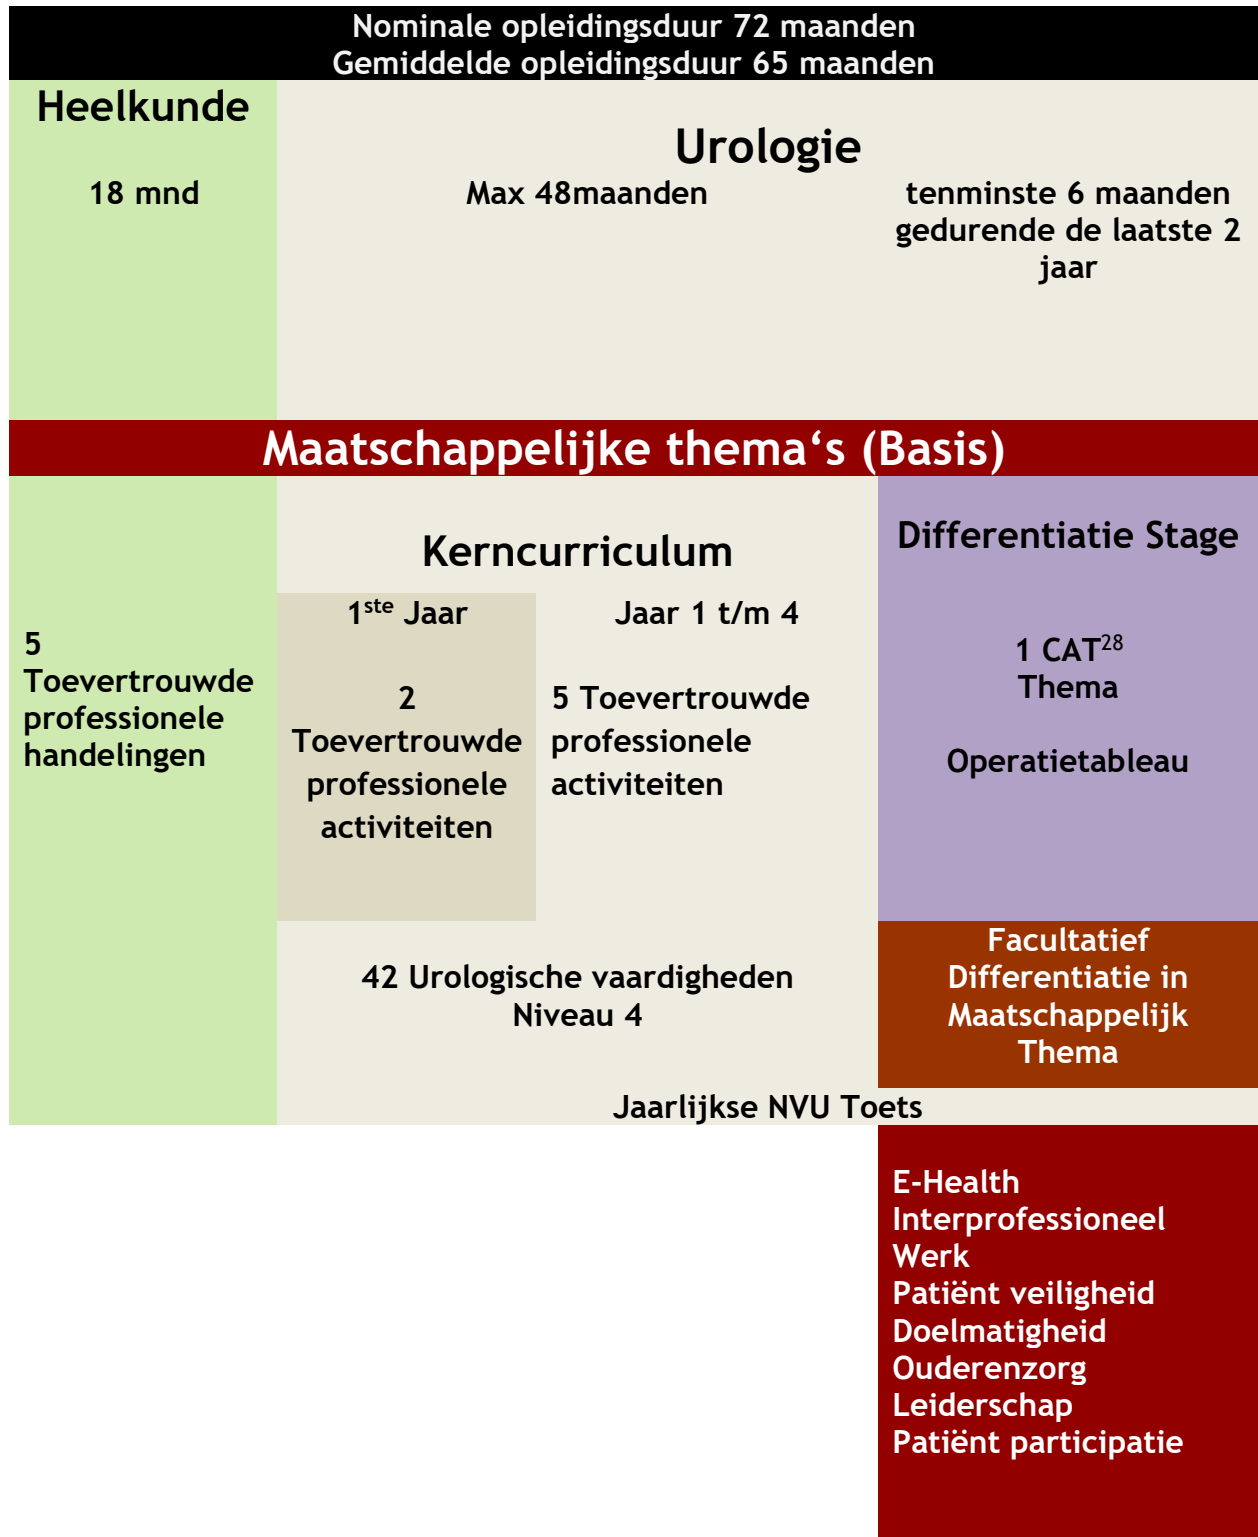 Nominale opleidingsduur 72 maanden
Gemiddelde opleidingsduur 65 maanden
Heelkunde
18 mnd
Urologie
Max 48maanden
tenminste 6 maanden
gedurende de laatste 2
jaar
Maatschappelijke thema‘s (Basis)
5
Toevertrouwde
professionele
handelingen
Kerncurriculum
1ste Jaar
2
Toevertrouwde
professionele
activiteiten
Jaar 1 t/m 4
5 Toevertrouwde
professionele
activiteiten
42 Urologische vaardigheden
Niveau 4
Differentiatie Stage
1 CAT28
Thema
Operatietableau
Facultatief
Differentiatie in
Maatschappelijk
Thema
Jaarlijkse NVU Toets
E-Health
Interprofessioneel
Werk
Patiënt veiligheid
Doelmatigheid
Ouderenzorg
Leiderschap
Patiënt participatie